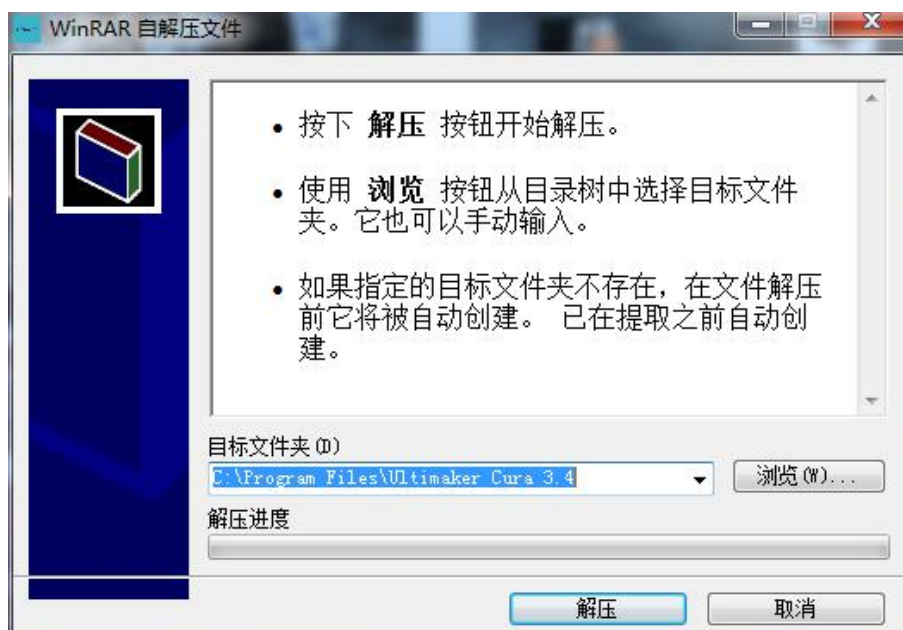 WinRAR 自解压文件
按下 解压 按钮开始解压。
使用 浏览 按钮从目录树中选择目标文件
夹。它也可以手动输入。
如果指定的目标文件夹不存在，在文件解压
前它将被自动创建。 已在提取之前自动创
建。
目标文件夹(D)
C:\Program Files\Ultimaker Cura 3.4
浏览(W)...
解压进度
解压
取消